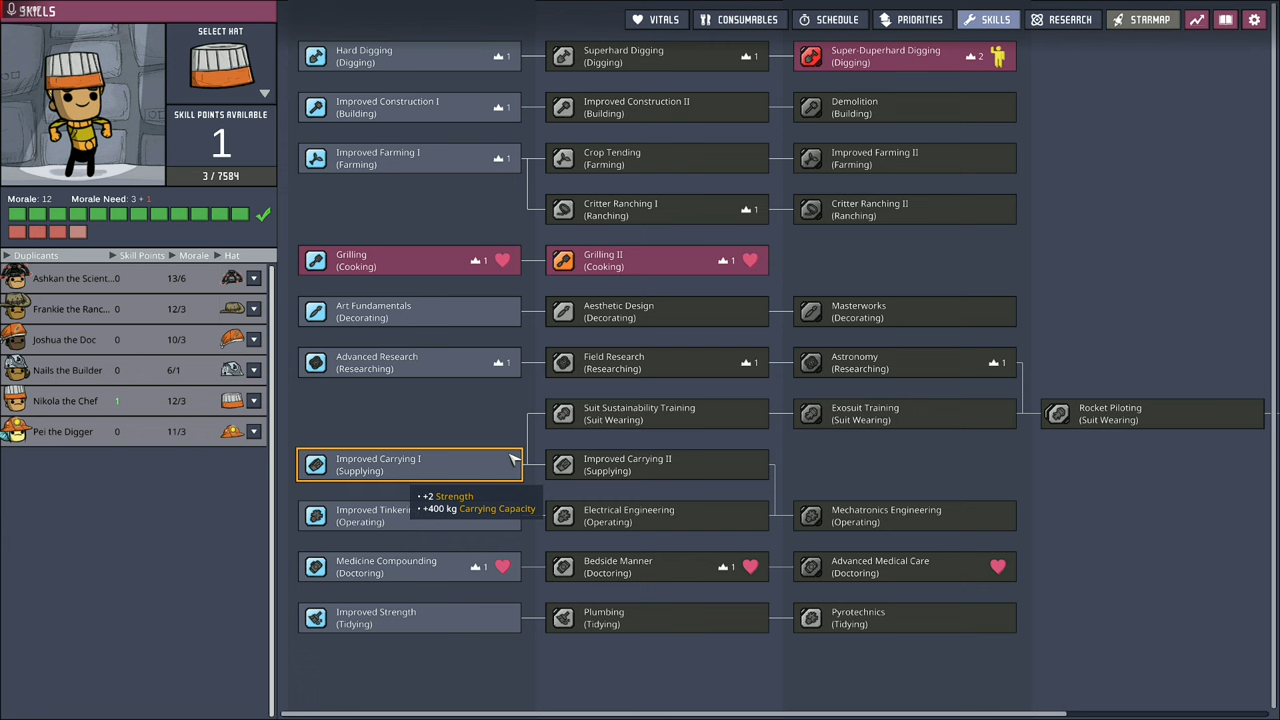 SKILLS
VITALS
CONSUMABLES
SCHEDULE
PRIORITIES
SKILLS
RESEARCH
STARMAP
SELECT HAT
SKILL POINTS AVAILABLE
1
3 / 7584
Morale: 12
Morale Need: 3 + 1
Duplicants
Skill Points
Morale
Hat
Ashkan the Scient...0
13/6
Frankie the Ranc...
0
12/3
Joshua the Doc
0
10/3
Nails the Builder
0
6/1
Nikola the Chef
1
12/3
Pei the Digger
0
11/3
Hard Digging
(Digging)
1
Superhard Digging
(Digging)
1
Super-Duperhard Digging
(Digging)
2
Improved Construction I
(Building)
1
Improved Construction II
(Building)
Demolition
(Building)
Improved Farming I
(Farming)
1
Crop Tending
(Farming)
Improved Farming II
(Farming)
Critter Ranching I
(Ranching)
1
Critter Ranching II
(Ranching)
Grilling
(Cooking)
1
Grilling II
(Cooking)
1
Art Fundamentals
(Decorating)
Aesthetic Design
(Decorating)
Masterworks
(Decorating)
Advanced Research
(Researching)
1
Field Research
(Researching)
1
Astronomy
(Researching)
1
Suit Sustainability Training
(Suit Wearing)
Exosuit Training
(Suit Wearing)
Rocket Piloting
(Suit Wearing)
Improved Carrying I
(Supplying)
Improved Carrying II
(Supplying)
• +2 Strength
• +400 kg Carrying Capacity
Improved Tinker
(Operating)
Electrical Engineering
(Operating)
Mechatronics Engineering
(Operating)
Medicine Compounding
(Doctoring)
1
Bedside Manner
(Doctoring)
1
Advanced Medical Care
(Doctoring)
Improved Strength
(Tidying)
Plumbing
(Tidying)
Pyrotechnics
(Tidying)